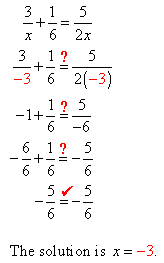 3/x + 1/6 = 5/2x
3/-3 + 1/6 ≟ 5/2(-3)
-1 + 1/6 ≟ 5/-6
-6/6 + 1/6 ≟ -5/6
-5/6 =✓ -5/6
The solution is x = -3.